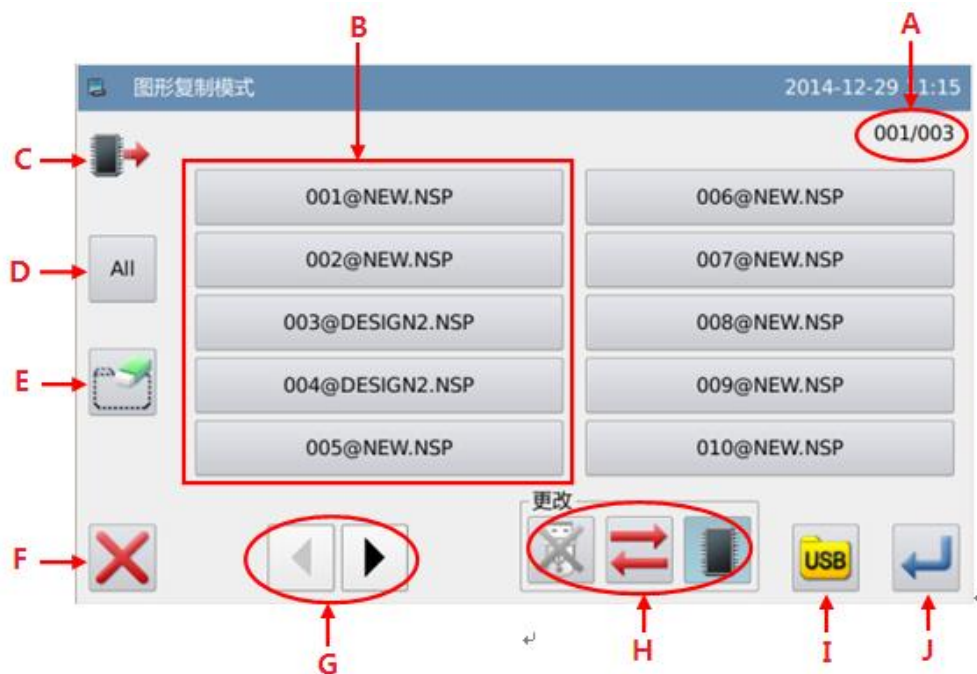 B
A
图形复制模式 2014-12-29 11:15
001/003
C
001@NEW.NSP 006@NEW.NSP
D All 002@NEW.NSP 007@NEW.NSP
003@DESIGN2.NSP 008@NEW.NSP
E 004@DESIGN2.NSP 009@NEW.NSP
005@NEW.NSP 010@NEW.NSP
更改
F USB
G H I J